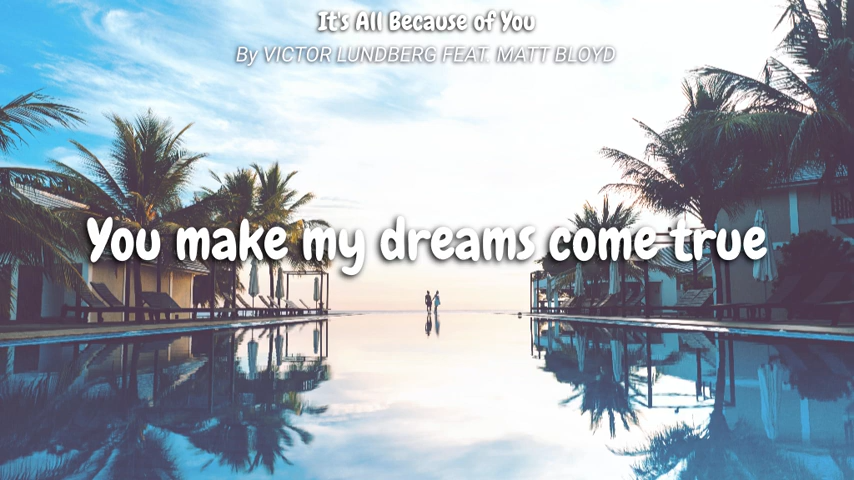 It's All Because of You
By VICTOR LUNDBERG FEAT. MATT BLOYD
You make my dreams come true